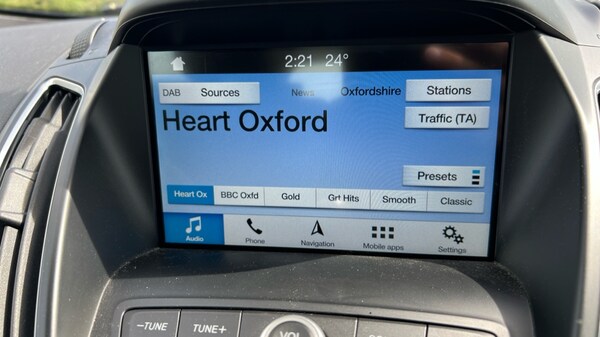 2:21 24°
DAB Sources News Oxfordshire Stations
Heart Oxford Traffic (TA)
Presets
Heart Ox BBC Oxfd Gold Grt Hits Smooth Classic
Audio Phone Navigation Mobile apps Settings
–TUNE TUNE+ VOL